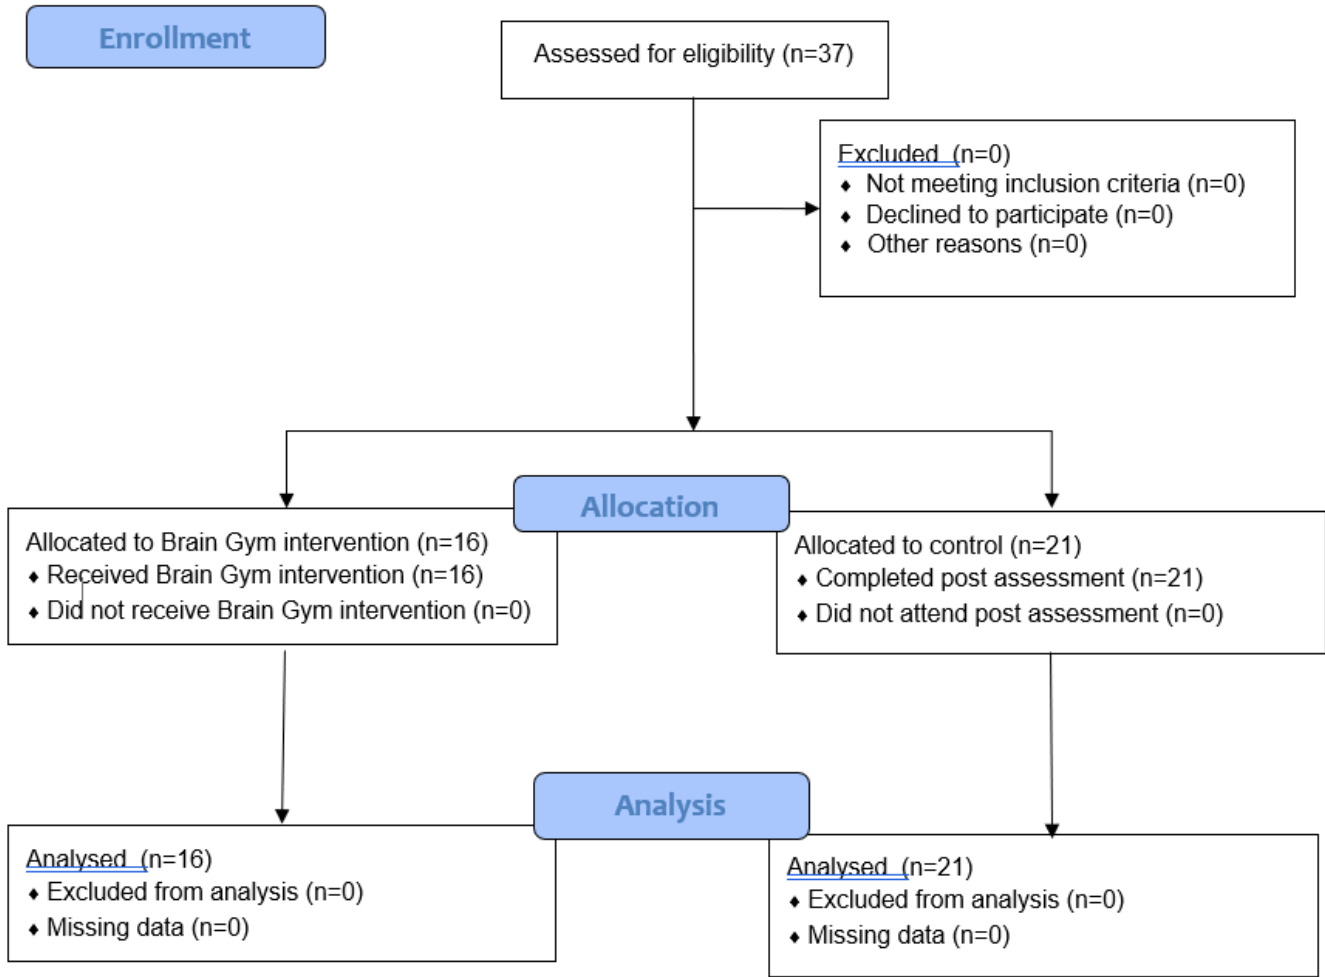 Enrollment
Assessed for eligibility (n=37)
Excluded (n=0)
♦ Not meeting inclusion criteria (n=0)
♦ Declined to participate (n=0)
♦ Other reasons (n=0)
Allocation
Allocated to Brain Gym intervention (n=16)
♦ Received Brain Gym intervention (n=16)
♦ Did not receive Brain Gym intervention (n=0)
Allocated to control (n=21)
♦ Completed post assessment (n=21)
♦ Did not attend post assessment (n=0)
Analysis
Analysed (n=16)
♦ Excluded from analysis (n=0)
♦ Missing data (n=0)
Analysed (n=21)
♦ Excluded from analysis (n=0)
♦ Missing data (n=0)